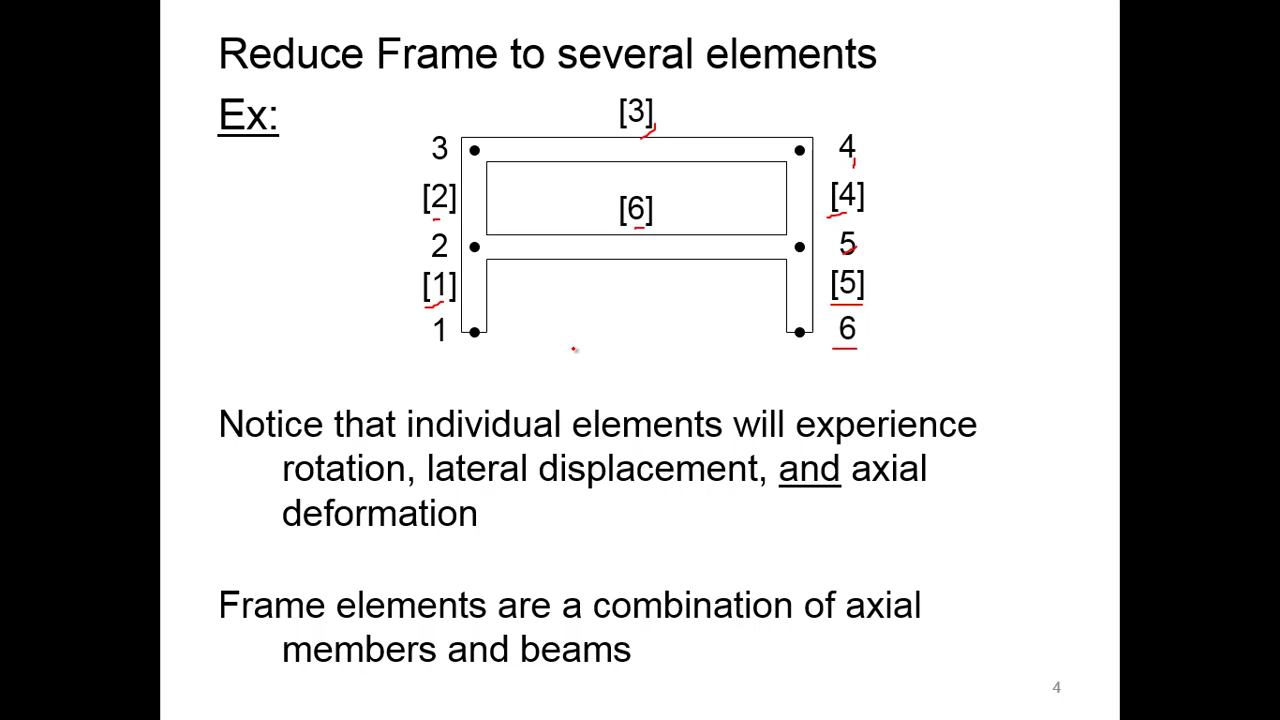 Reduce Frame to several elements
Ex:
[3]
3
4
[2]
[4]
[6]
2
5
[1]
[5]
1
6
Notice that individual elements will experience
rotation, lateral displacement, and axial
deformation
Frame elements are a combination of axial
members and beams
4